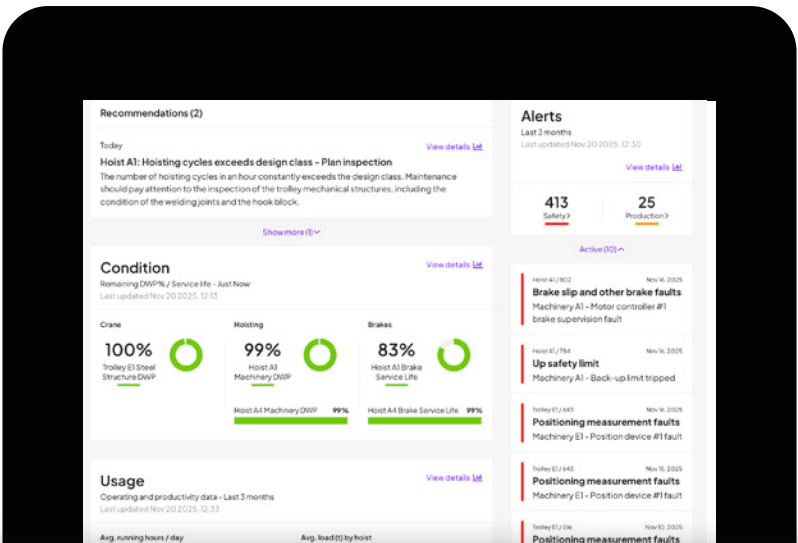 Recommendations (2)
Today
View details
Hoist A1: Hoisting cycles exceeds design class - Plan inspection
The number of hoisting cycles in an hour constantly exceeds the design class. Maintenance
should pay attention to the inspection of the trolley mechanical structures, including the
condition of the welding joints and the hook block.
Show more (1)
Condition
View details
Remaining DWP% / Service life - Just Now
Last updated Nov 20 2025, 12:13
Crane
Hoisting
Brakes
100%
Trolley E1 Steel
Structure DWP
99%
Hoist A1
Machinery DWP
83%
Hoist A1 Brake
Service Life
Hoist A4 Machinery DWP 99%
Hoist A4 Brake Service Life 99%
Usage
View details
Operating and productivity data - Last 3 months
Last updated Nov 20 2025, 12:33
Avg. running hours / day
Avg. load (t) by hoist
Alerts
Last 3 months
Last updated Nov 20 2025, 12:30
View details
413
Safety
25
Production
Active (10)
Hoist A1 / 802 Nov 16, 2025
Brake slip and other brake faults
Machinery A1 - Motor controller #1
brake supervision fault
Hoist A1 / 784 Nov 16, 2025
Up safety limit
Machinery A1 - Back-up limit tripped
Trolley E1 / 643 Nov 16, 2025
Positioning measurement faults
Machinery E1 - Position device #1 fault
Trolley E1 / 643 Nov 15, 2025
Positioning measurement faults
Machinery E1 - Position device #1 fault
Trolley E1 / 516 Nov 10, 2025
Positioning measurement faults